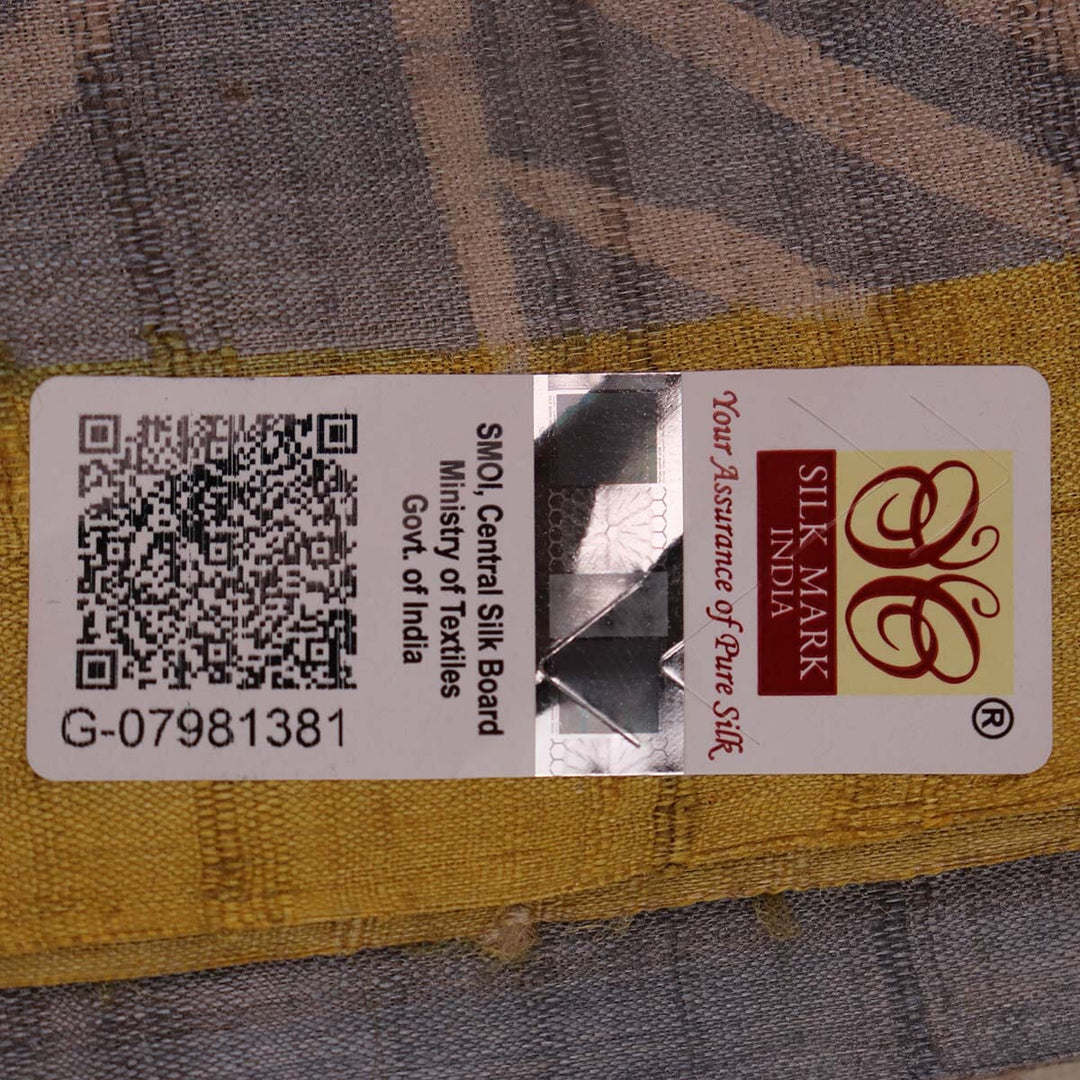 SILK MARK
INDIA
®
Your Assurance of Pure Silk
SMOI, Central Silk Board
Ministry of Textiles
Govt. of India
G-07981381